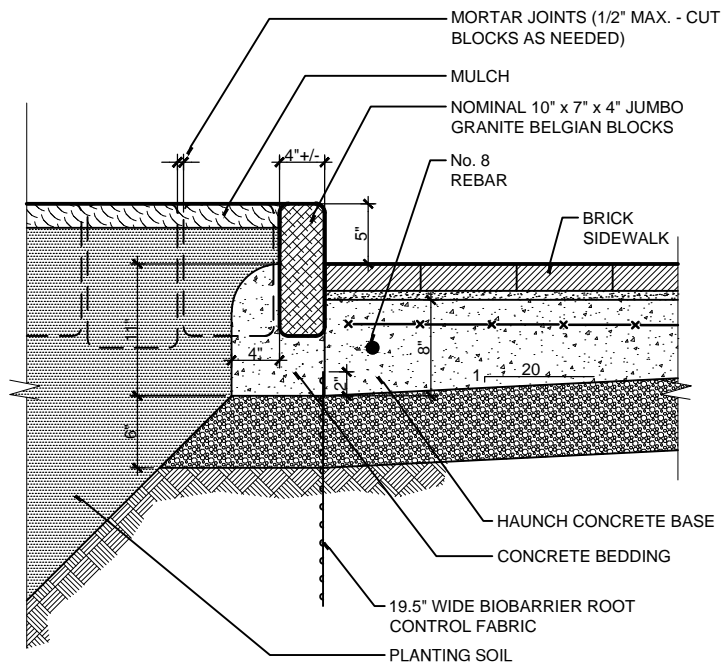 MORTAR JOINTS (1/2" MAX. - CUT
BLOCKS AS NEEDED)
MULCH
NOMINAL 10" x 7" x 4" JUMBO
GRANITE BELGIAN BLOCKS
4"+/-
No. 8
REBAR
5"
BRICK
SIDEWALK
11"
4"
8"
2"
1
20
6"
HAUNCH CONCRETE BASE
CONCRETE BEDDING
19.5" WIDE BIOBARRIER ROOT
CONTROL FABRIC
PLANTING SOIL